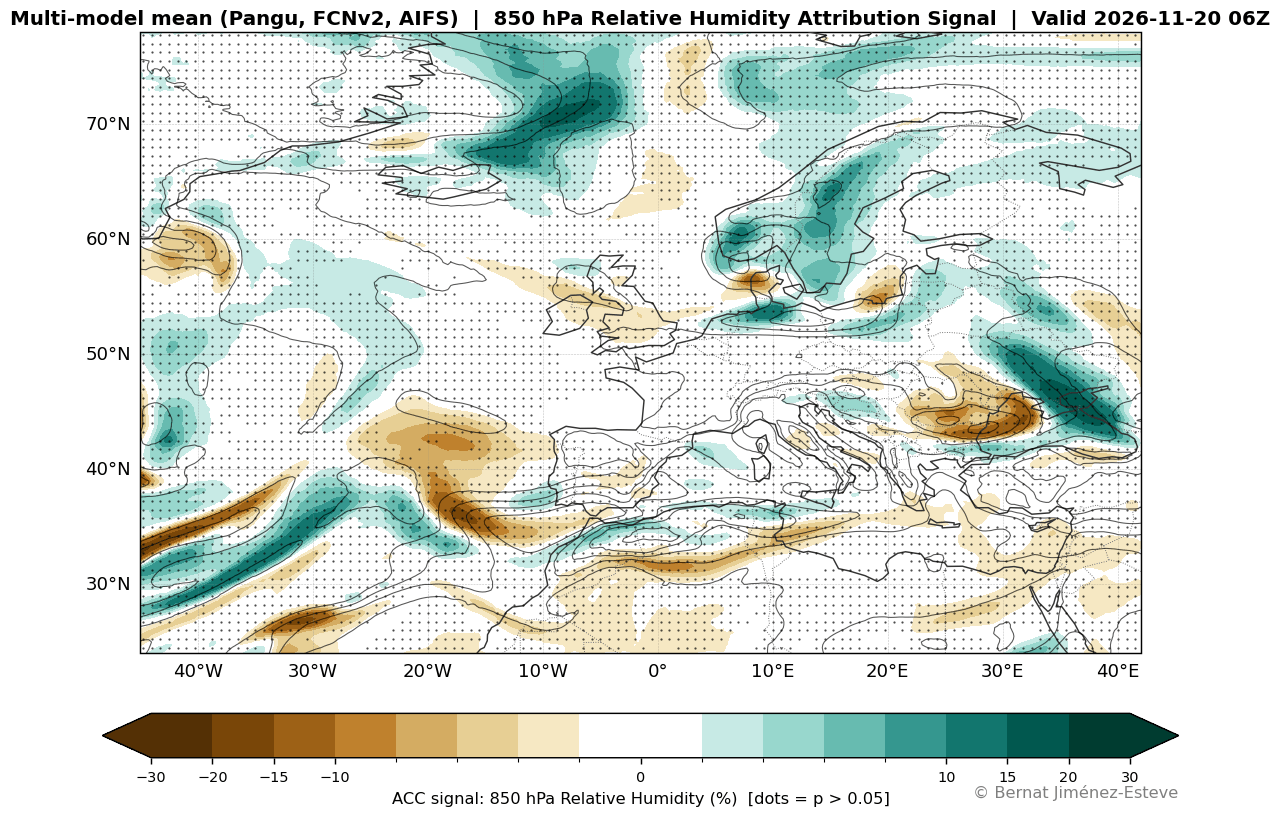 Multi-model mean (Pangu, FCNv2, AIFS)  |  850 hPa Relative Humidity Attribution Signal  |  Valid 2026-11-20 06Z
70°N
60°N
50°N
40°N
30°N
40°W 30°W 20°W 10°W 0° 10°E 20°E 30°E 40°E
−30 −20 −15 −10 0 10 15 20 30
ACC signal: 850 hPa Relative Humidity (%)  [dots = p > 0.05]
© Bernat Jiménez-Esteve